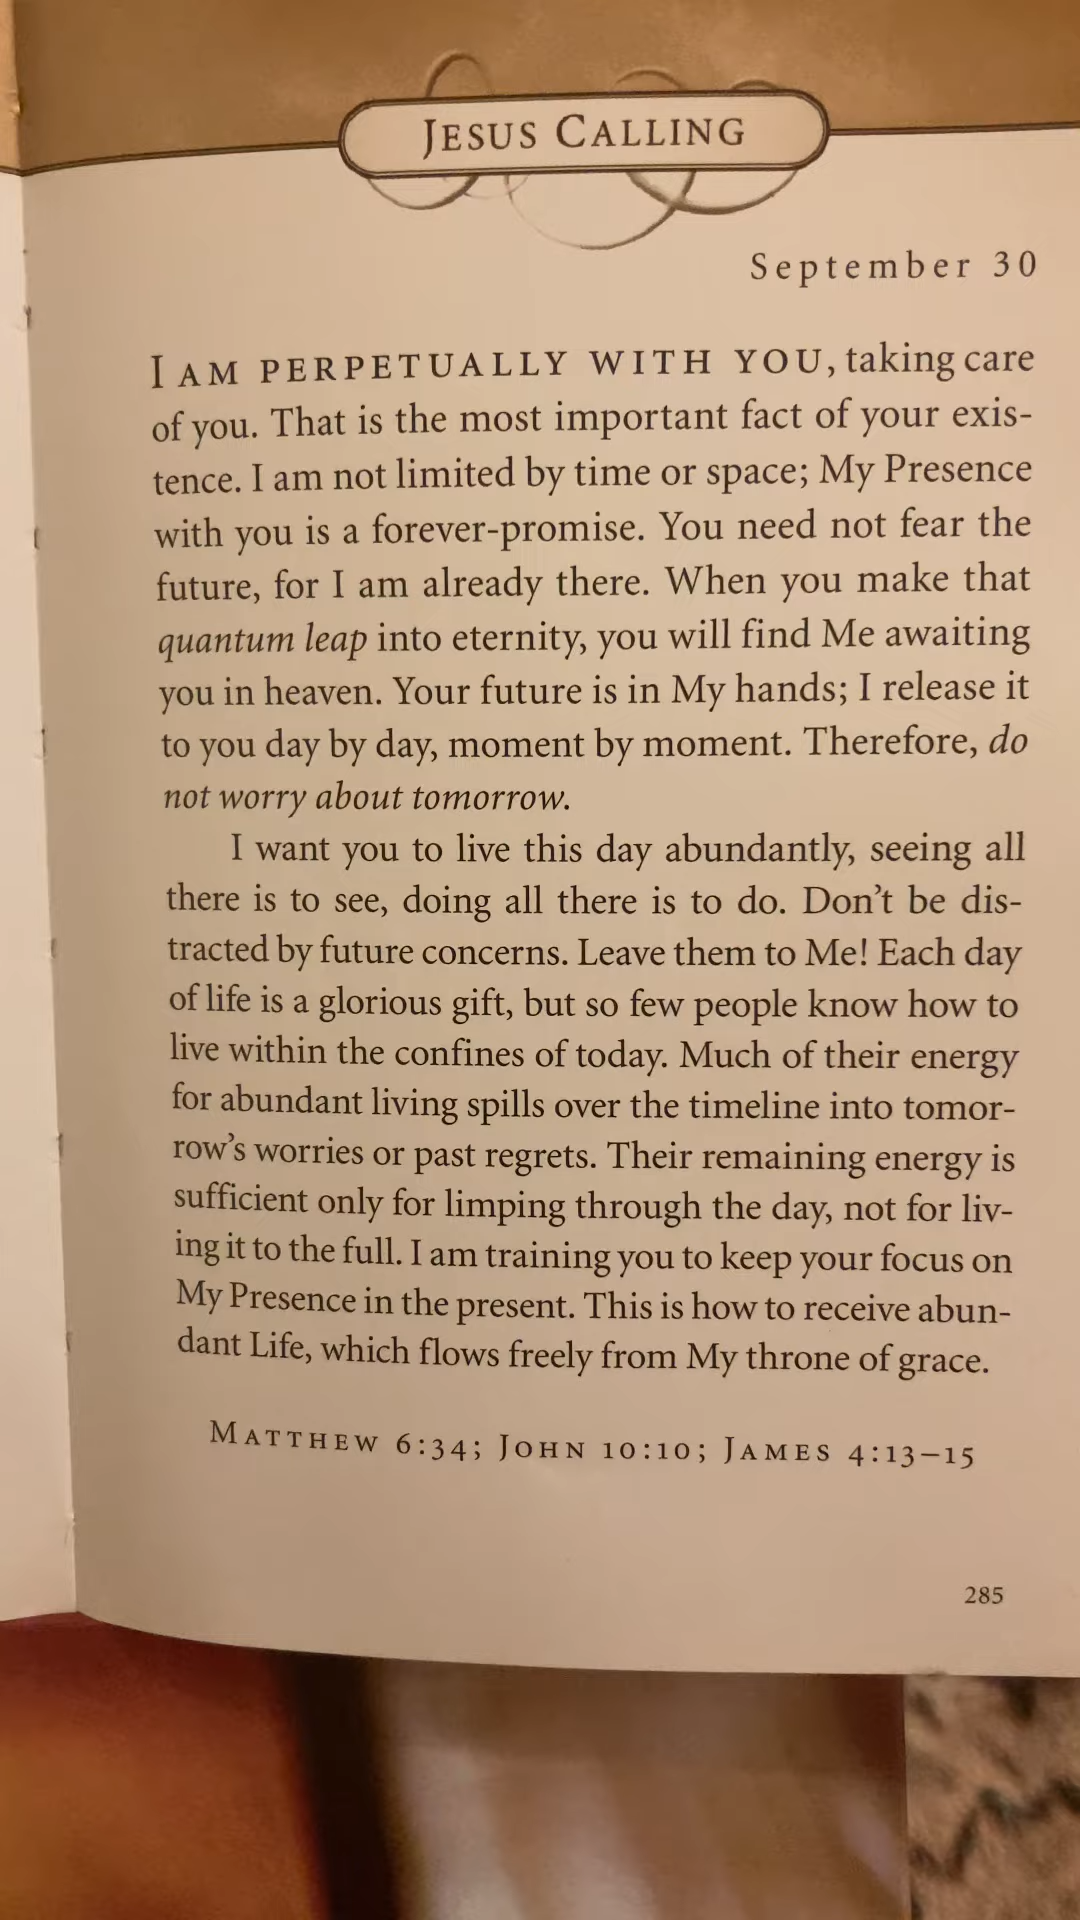 JESUS CALLING
September 30
I AM PERPETUALLY WITH YOU, taking care
of you. That is the most important fact of your exis-
tence. I am not limited by time or space; My Presence
with you is a forever-promise. You need not fear the
future, for I am already there. When you make that
quantum leap into eternity, you will find Me awaiting
you in heaven. Your future is in My hands; I release it
to you day by day, moment by moment. Therefore, do
not worry about tomorrow.
I want you to live this day abundantly, seeing all
there is to see, doing all there is to do. Don't be dis-
tracted by future concerns. Leave them to Me! Each day
of life is a glorious gift, but so few people know how to
live within the confines of today. Much of their energy
for abundant living spills over the timeline into tomor-
row's worries or past regrets. Their remaining energy is
sufficient only for limping through the day, not for liv-
ing it to the full. I am training you to keep your focus on
My Presence in the present. This is how to receive abun-
dant Life, which flows freely from My throne of grace.
MATTHEW 6:34; JOHN 10:10; JAMES 4:13–15
285